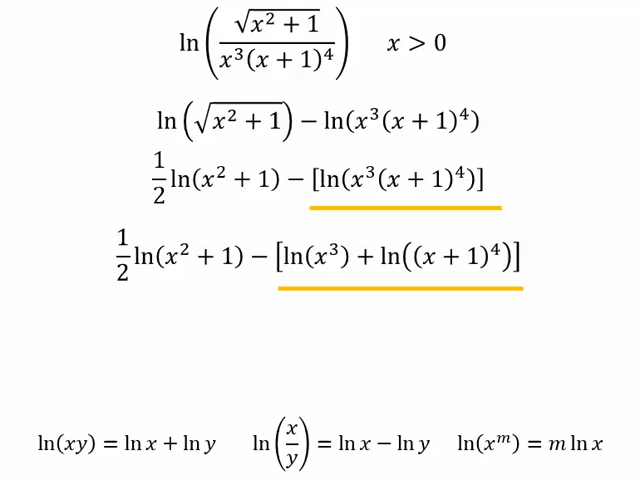 ln(√(x² + 1) / x³(x + 1)⁴) x > 0
ln(√(x² + 1)) − ln(x³(x + 1)⁴)
1/2 ln(x² + 1) − [ln(x³(x + 1)⁴)]
1/2 ln(x² + 1) − [ln(x³) + ln((x + 1)⁴)]
ln(xy) = ln x + ln y ln(x/y) = ln x − ln y ln(xᵐ) = m ln x